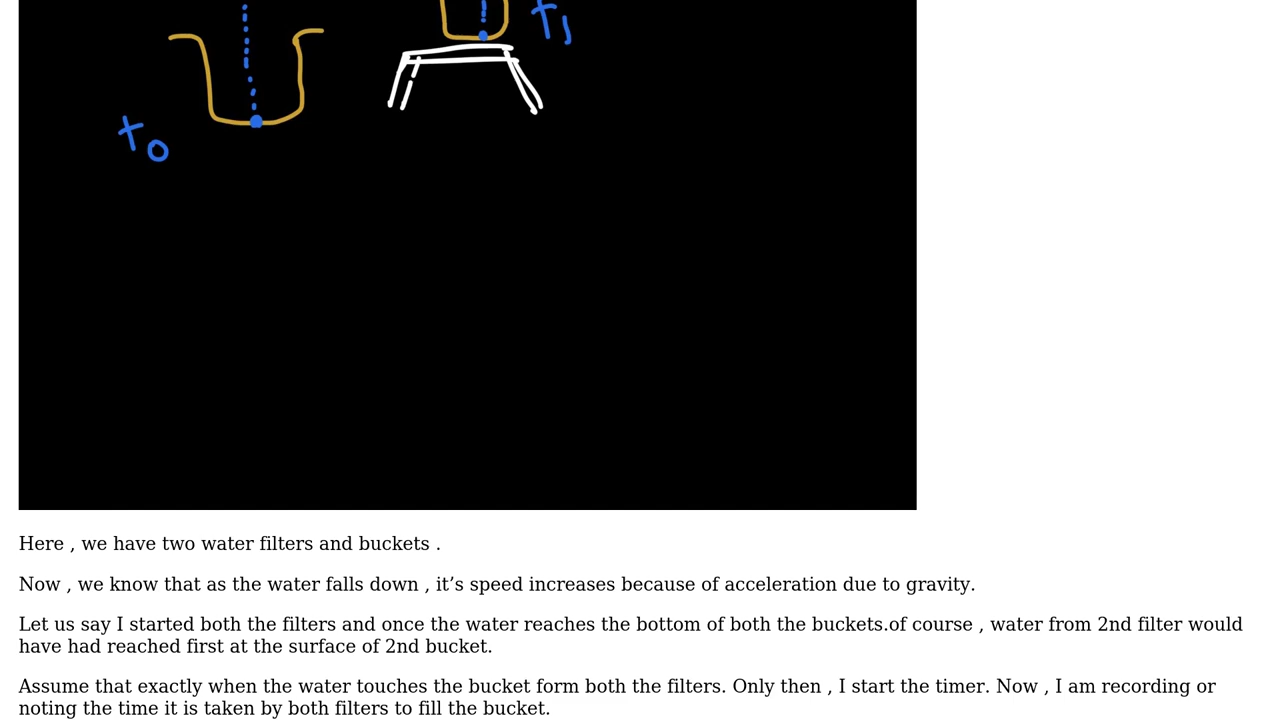 t1
t0
Here , we have two water filters and buckets .
Now , we know that as the water falls down , it’s speed increases because of acceleration due to gravity.
Let us say I started both the filters and once the water reaches the bottom of both the buckets.of course , water from 2nd filter would
have had reached first at the surface of 2nd bucket.
Assume that exactly when the water touches the bucket form both the filters. Only then , I start the timer. Now , I am recording or
noting the time it is taken by both filters to fill the bucket.